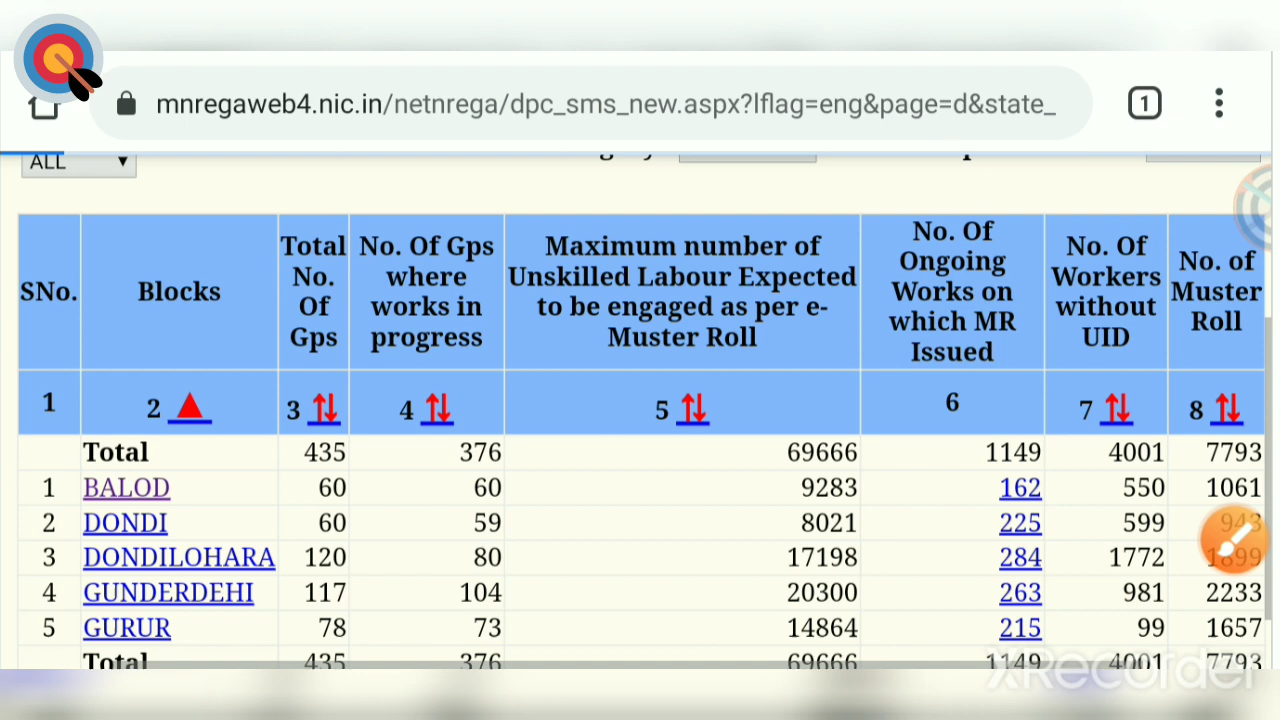 mnregaweb4.nic.in/netnrega/dpc_sms_new.aspx?lflag=eng&page=d&state_
1
ALL
SNo. Blocks Total No. Of Gps No. Of Gps where works in progress Maximum number of Unskilled Labour Expected to be engaged as per e-Muster Roll No. Of Ongoing Works on which MR Issued No. Of Workers without UID No. of Muster Roll
1 2 3 4 5 6 7 8
Total 435 376 69666 1149 4001 7793
1 BALOD 60 60 9283 162 550 1061
2 DONDI 60 59 8021 225 599 943
3 DONDILOHARA 120 80 17198 284 1772 1899
4 GUNDERDEHI 117 104 20300 263 981 2233
5 GURUR 78 73 14864 215 99 1657
Total 435 376 69666 1149 4001 7793
XRecorder